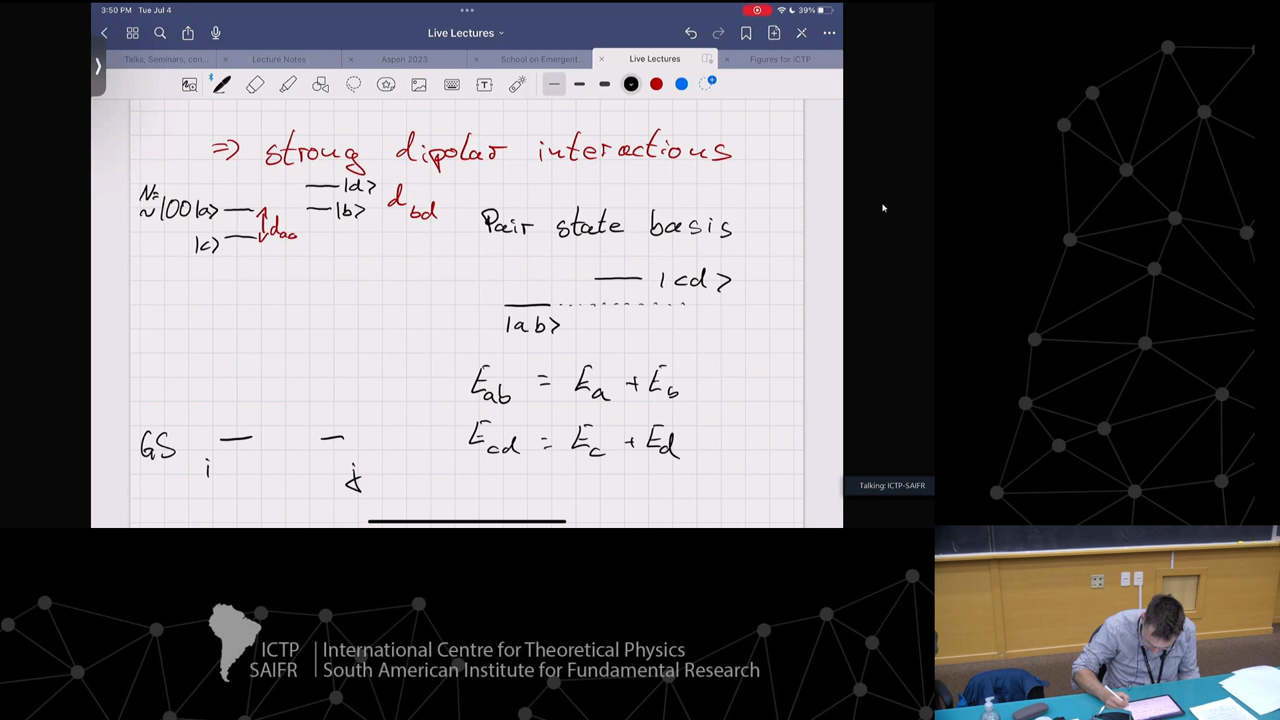 3:50 PM Tue Jul 4
39%
Live Lectures
Talks, Seminars, con...
Lecture Notes
Aspen 2023
School on Emergent...
Live Lectures
Figures for ICTP
⇒ strong dipolar interactions
N=
~100 |a> |d> d_bd
|b>
|c> d_ac
Pair state basis
|cd>
|ab>
E_ab = E_a + E_b
E_cd = E_c + E_d
GS
i j
Talking: ICTP-SAIFR
ICTP International Centre for Theoretical Physics
SAIFR South American Institute for Fundamental Research